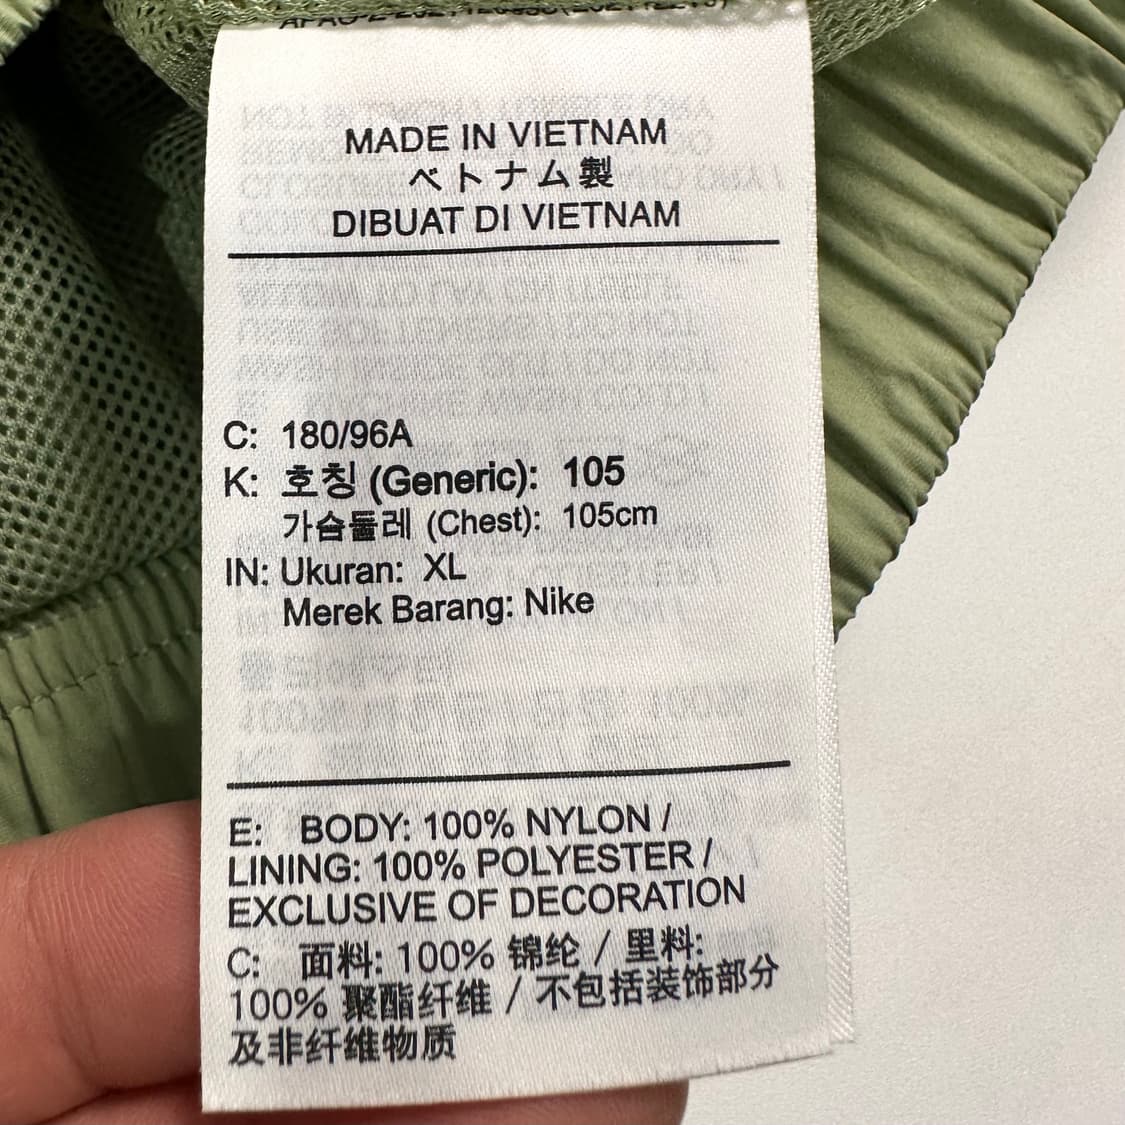 MADE IN VIETNAM
ベトナム製
DIBUAT DI VIETNAM
C: 180/96A
K: 호칭 (Generic): 105
가슴둘레 (Chest): 105cm
IN: Ukuran: XL
Merek Barang: Nike
E: BODY: 100% NYLON /
LINING: 100% POLYESTER /
EXCLUSIVE OF DECORATION
C: 面料: 100% 锦纶 / 里料:
100% 聚酯纤维 / 不包括装饰部分
及非纤维物质